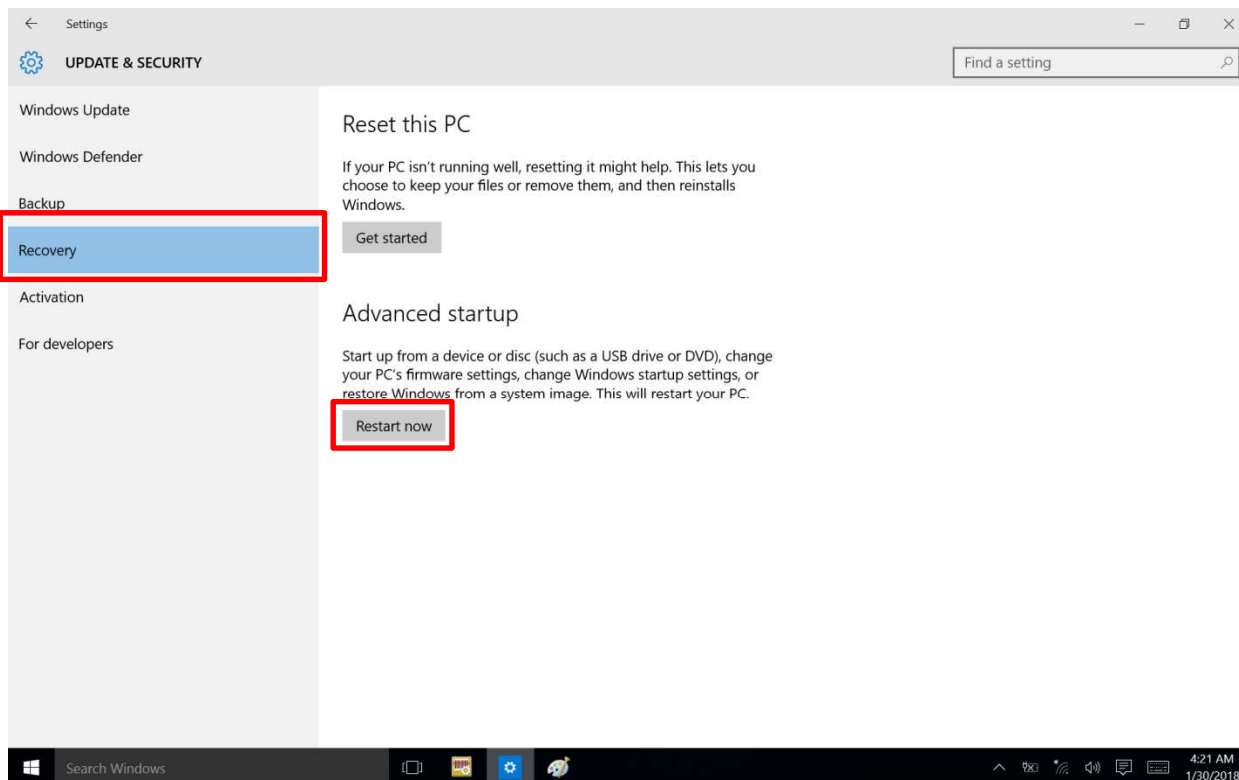 Settings
UPDATE & SECURITY
Find a setting
Windows Update
Windows Defender
Backup
Recovery
Activation
For developers
Reset this PC
If your PC isn't running well, resetting it might help. This lets you
choose to keep your files or remove them, and then reinstalls
Windows.
Get started
Advanced startup
Start up from a device or disc (such as a USB drive or DVD), change
your PC's firmware settings, change Windows startup settings, or
restore Windows from a system image. This will restart your PC.
Restart now
Search Windows
4:21 AM
1/30/2018